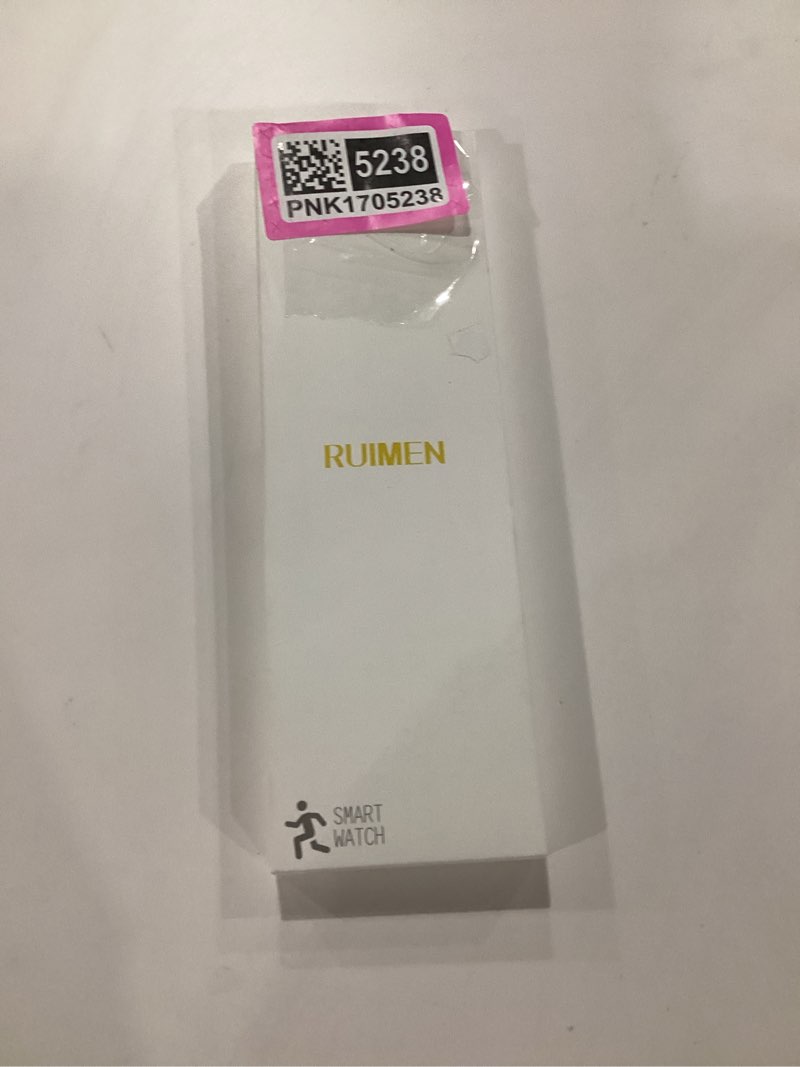 5238
PNK1705238
RUIMEN
SMART
WATCH